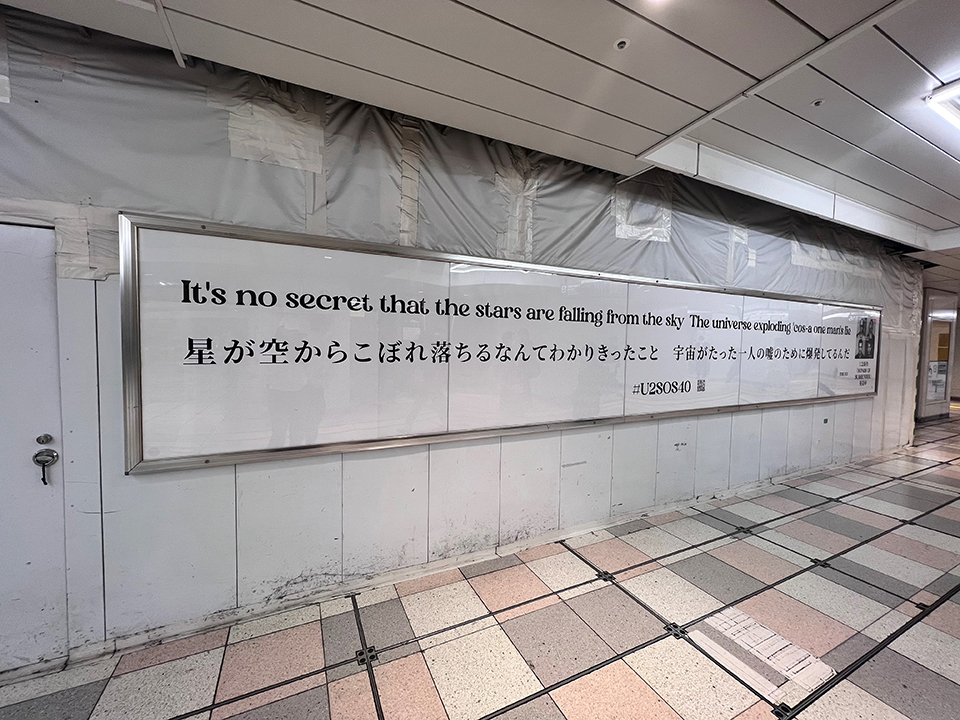 It's no secret that the stars are falling from the sky The universe exploding 'cos-a one man's lie
星が空からこぼれ落ちるなんてわかりきったこと 宇宙がたった一人の嘘のために爆発してるんだ
#U2SOS40